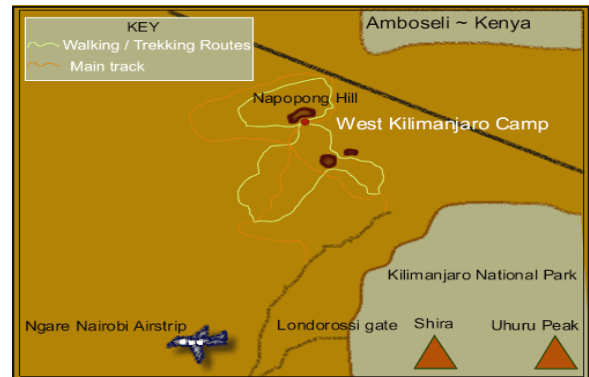 KEY
Walking / Trekking Routes
Main track
Amboseli ~ Kenya
Napopong Hill
West Kilimanjaro Camp
Kilimanjaro National Park
Ngare Nairobi Airstrip
Londorossi gate
Shira
Uhuru Peak